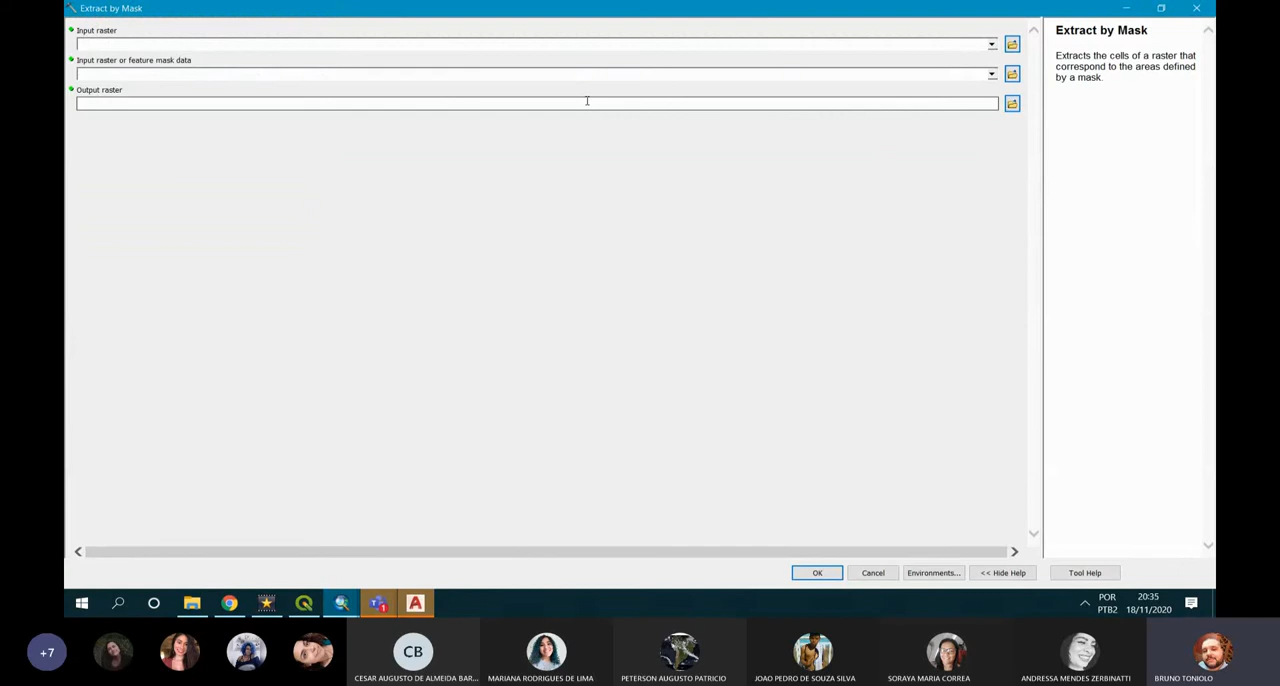 Extract by Mask
Input raster
Input raster or feature mask data
Output raster
Extract by Mask
Extracts the cells of a raster that
correspond to the areas defined
by a mask.
OK
Cancel
Environments...
<< Hide Help
Tool Help
1
A
POR
PTB2
20:35
18/11/2020
+7
CB
CESAR AUGUSTO DE ALMEIDA BAR...
MARIANA RODRIGUES DE LIMA
PETERSON AUGUSTO PATRICIO
JOAO PEDRO DE SOUZA SILVA
SORAYA MARIA CORREA
ANDRESSA MENDES ZERBINATTI
BRUNO TONIOLO